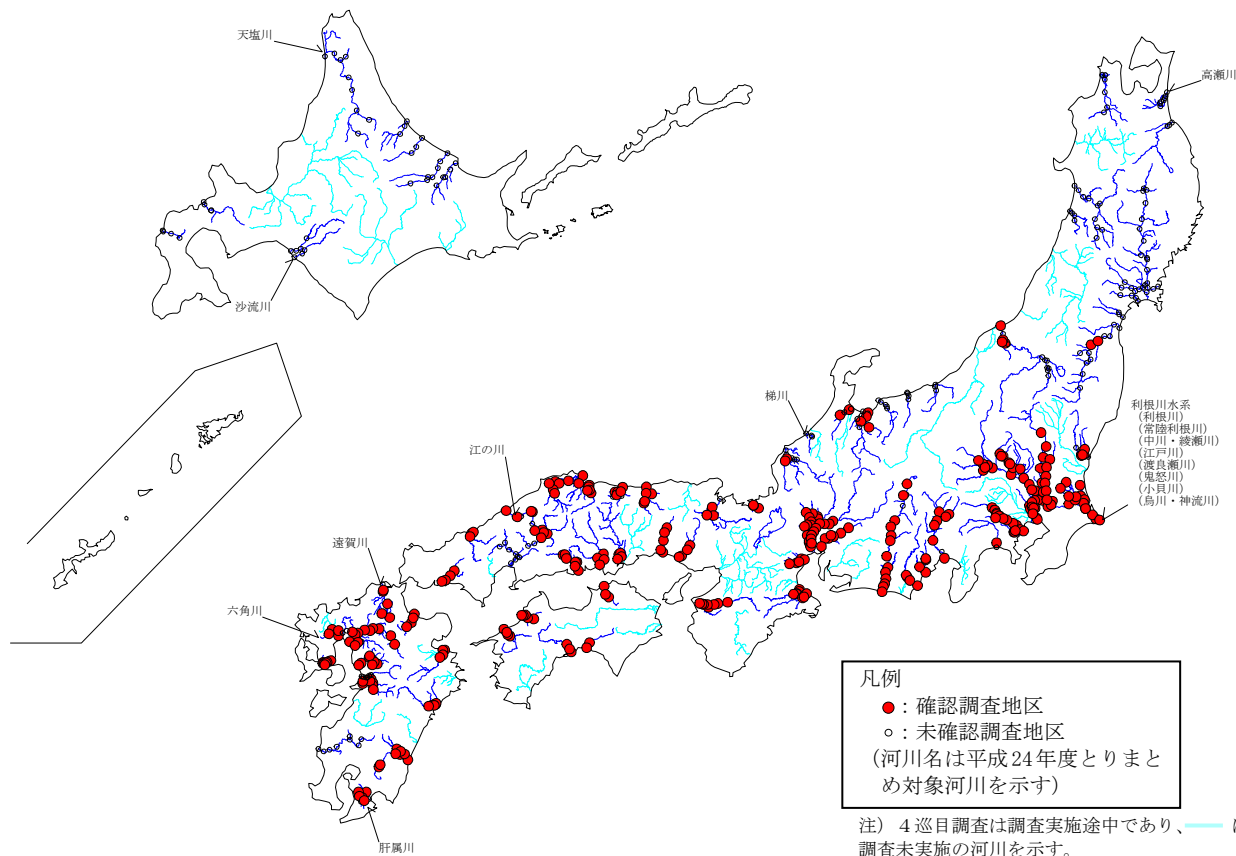 天塩川
高瀬川
沙流川
梯川
利根川水系
(利根川)
(常陸利根川)
(中川・綾瀬川)
(江戸川)
(渡良瀬川)
(鬼怒川)
(小貝川)
(烏川・神流川)
江の川
遠賀川
六角川
肝属川
凡例
：確認調査地区
：未確認調査地区
(河川名は平成24年度とりまと
め対象河川を示す)
注) 4巡目調査は調査実施途中であり、
調査未実施の河川を示す。